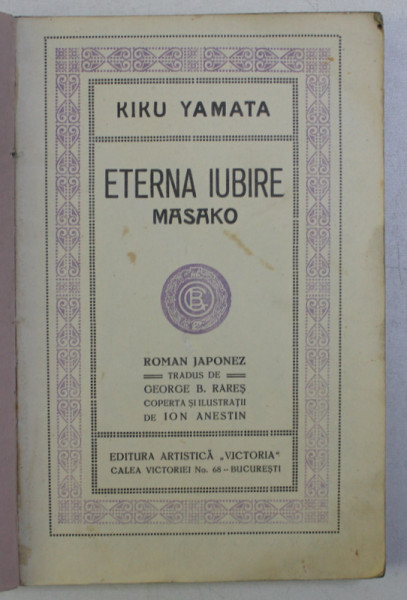 KIKU YAMATA
ETERNA IUBIRE
MASAKO
ROMAN JAPONEZ
TRADUS DE
GEORGE B. RAREȘ
COPERTA ȘI ILUSTRAȚII
DE ION ANESTIN
EDITURA ARTISTICĂ „VICTORIA“
CALEA VICTORIEI No. 68 – BUCUREȘTI